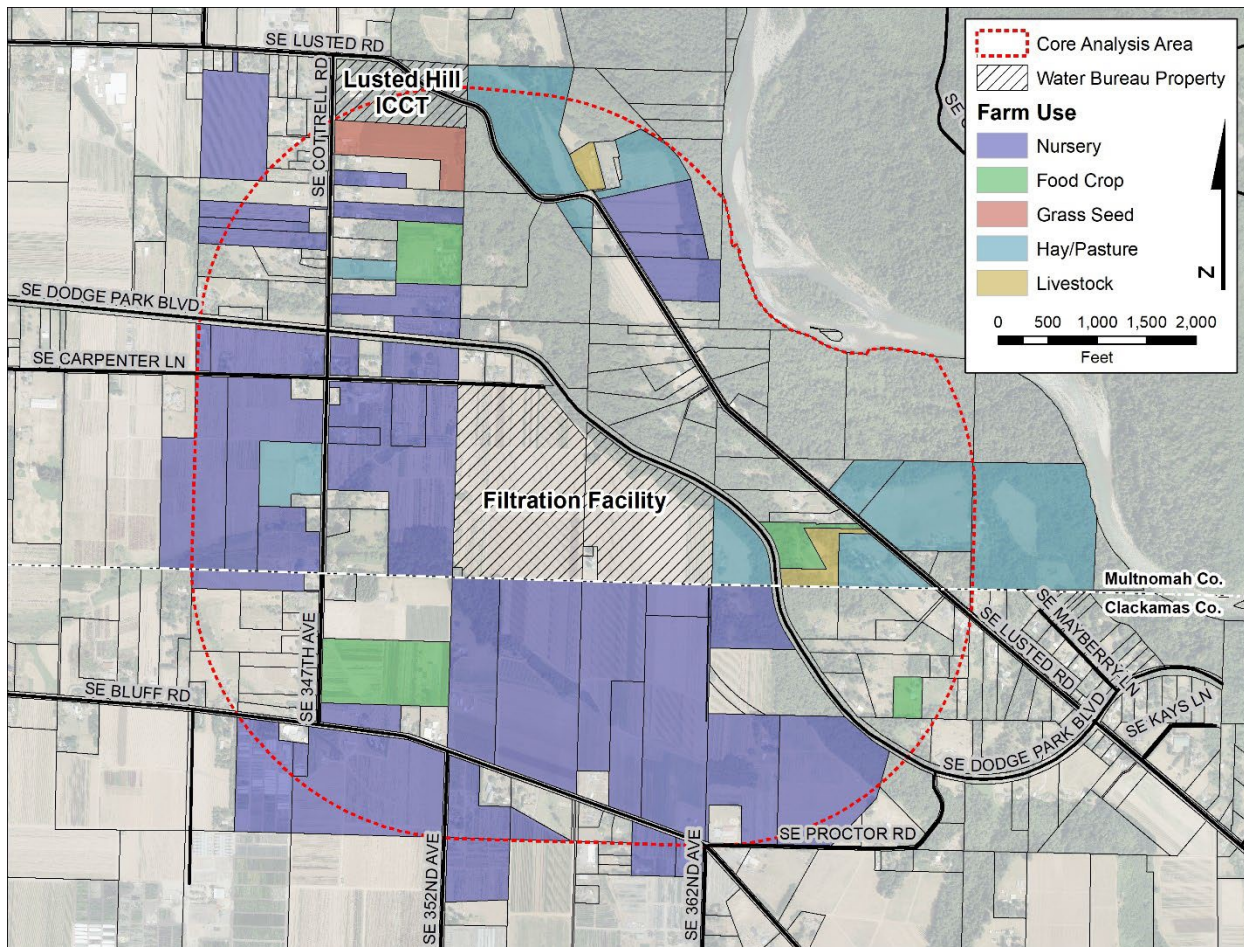 SE LUSTED RD
Lusted Hill
ICCT
SE COTTRELL RD
SE DODGE PARK BLVD
SE CARPENTER LN
Filtration Facility
Multnomah Co.
Clackamas Co.
SE 347TH AVE
SE BLUFF RD
SE MAYBERRY LN
SE LUSTED RD
SE KAYS LN
SE DODGE PARK BLVD
SE PROCTOR RD
SE 352ND AVE
SE 362ND AVE
Core Analysis Area
Water Bureau Property
Farm Use
Nursery
Food Crop
Grass Seed
Hay/Pasture
Livestock
0 500 1,000 1,500 2,000
Feet
N